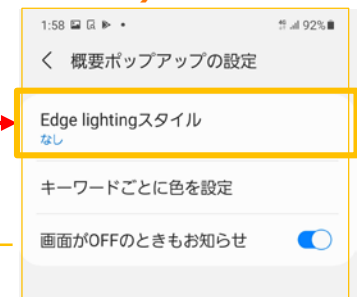 1:58
92%
概要ポップアップの設定
Edge lightingスタイル
なし
キーワードごとに色を設定
画面がOFFのときもお知らせ